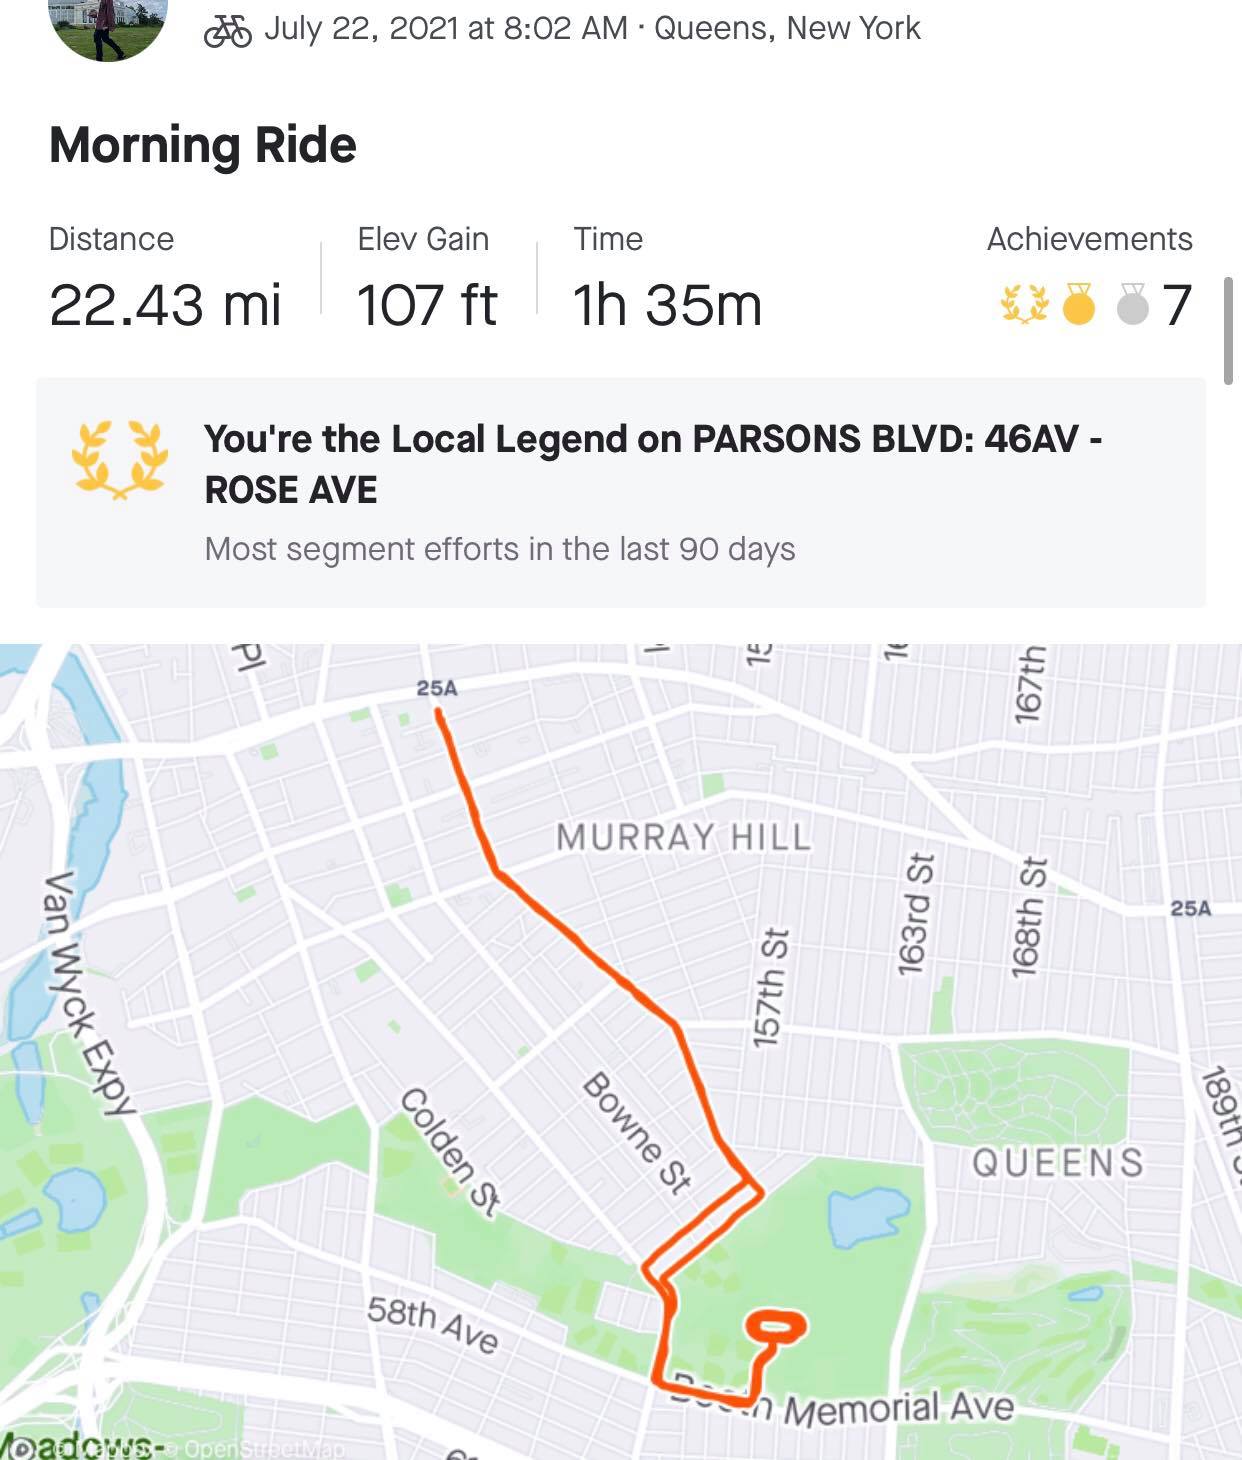 July 22, 2021 at 8:02 AM · Queens, New York
Morning Ride
Distance
Elev Gain
Time
Achievements
22.43 mi
107 ft
1h 35m
7
You're the Local Legend on PARSONS BLVD: 46AV -
ROSE AVE
Most segment efforts in the last 90 days
Pl
167th
25A
MURRAY HILL
163rd St
168th St
25A
Van Wyck Expy
157th St
Bowne St
Colden St
189th
QUEENS
58th Ave
Memorial Ave
Meadows-
© Mapbox © OpenStreetMap